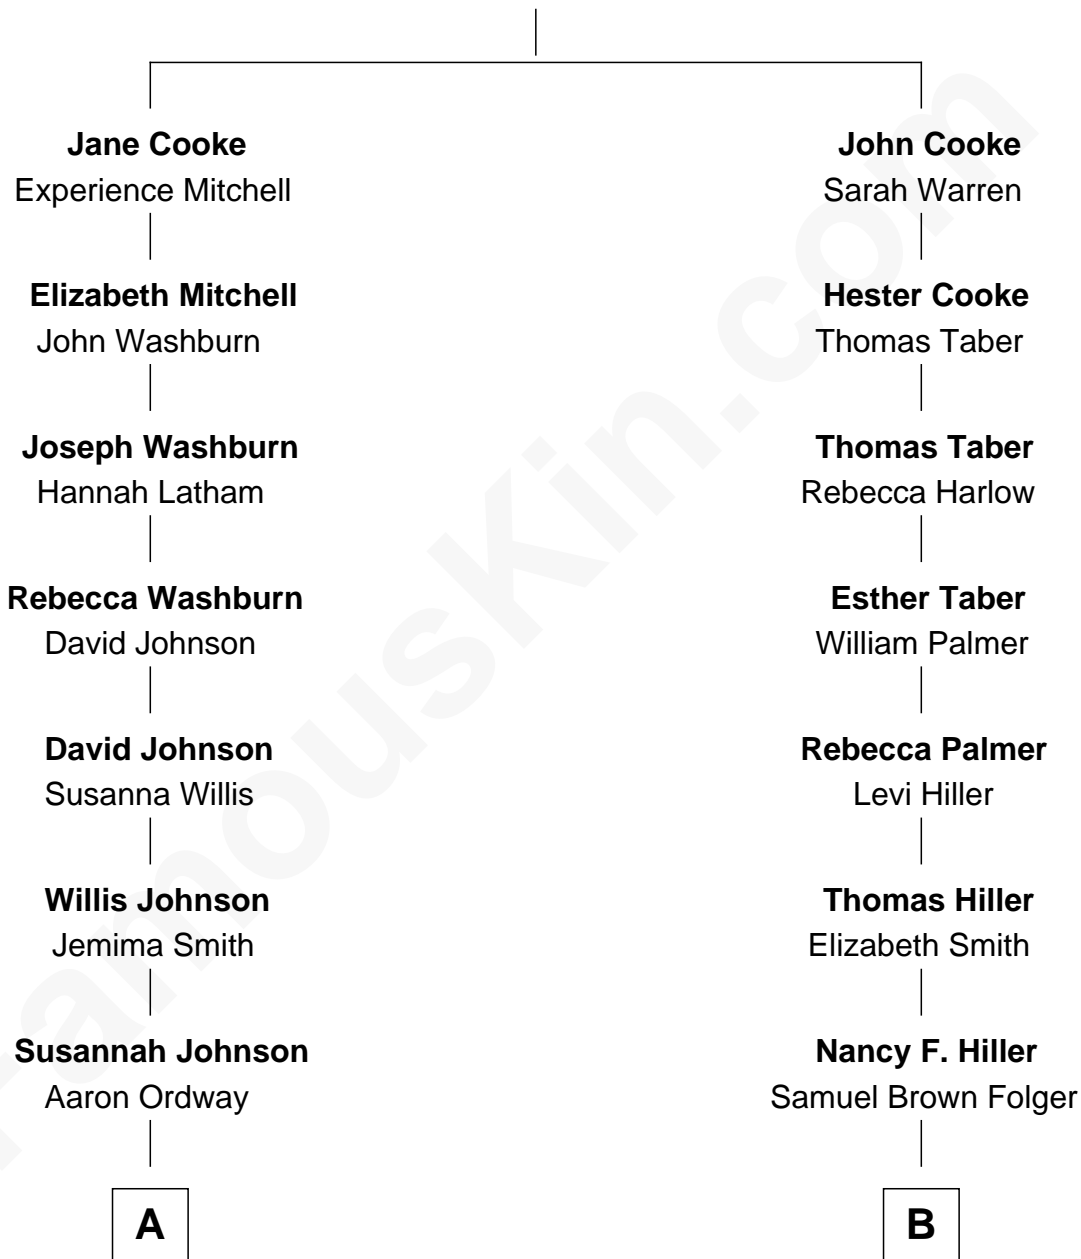 Jane Cooke
Experience Mitchell
Elizabeth Mitchell
John Washburn
Joseph Washburn
Hannah Latham
Rebecca Washburn
David Johnson
David Johnson
Susanna Willis
Willis Johnson
Jemima Smith
Susannah Johnson
Aaron Ordway
A
John Cooke
Sarah Warren
Hester Cooke
Thomas Taber
Thomas Taber
Rebecca Harlow
Esther Taber
William Palmer
Rebecca Palmer
Levi Hiller
Thomas Hiller
Elizabeth Smith
Nancy F. Hiller
Samuel Brown Folger
B
FamousKin.com